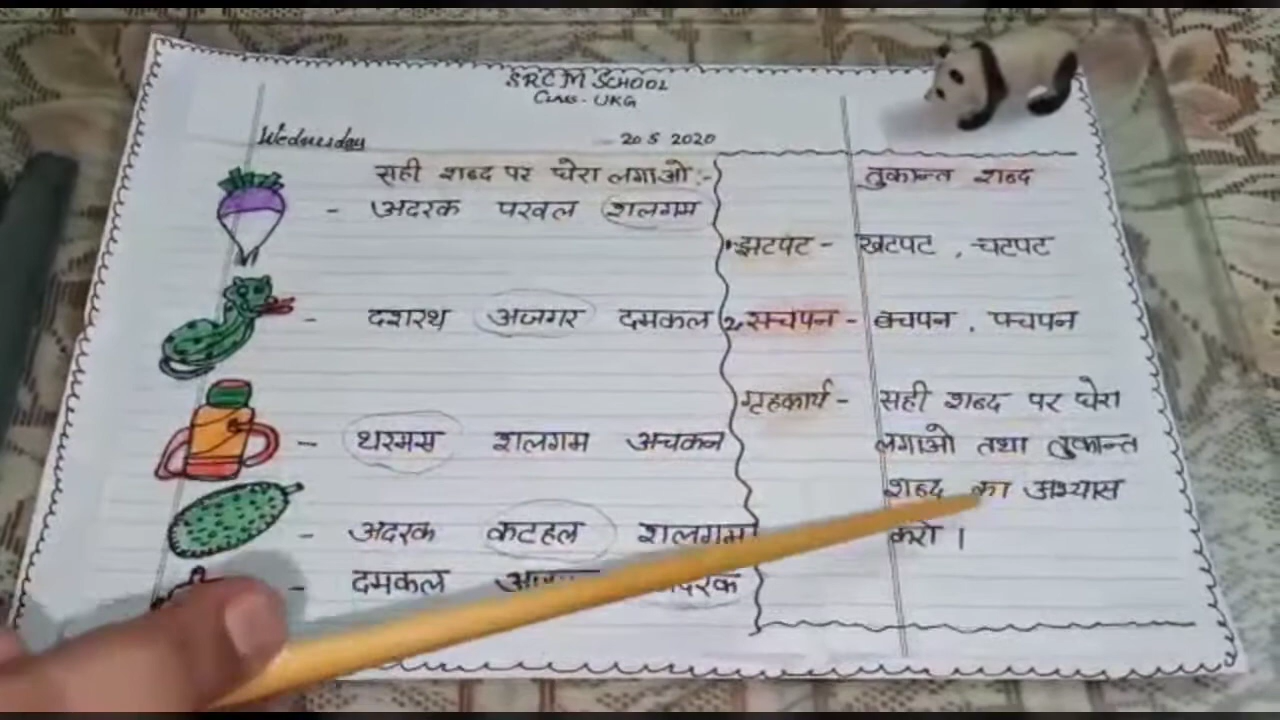 SRCM SCHOOL
Class - UKG
Wednesday
20 5 2020
सही शब्द पर घेरा लगाओ :-
- अदरक परवल शलगम
- दशरथ अजगर दमकल
- थरमस शलगम अचकन
- अदरक कटहल शलगम
- दमकल
तुकान्त शब्द
झटपट - खटपट , चटपट
2. सचपन - बचपन , पचपन
गृहकार्य - सही शब्द पर घेरा
लगाओ तथा तुकान्त
शब्द का अभ्यास
करो ।